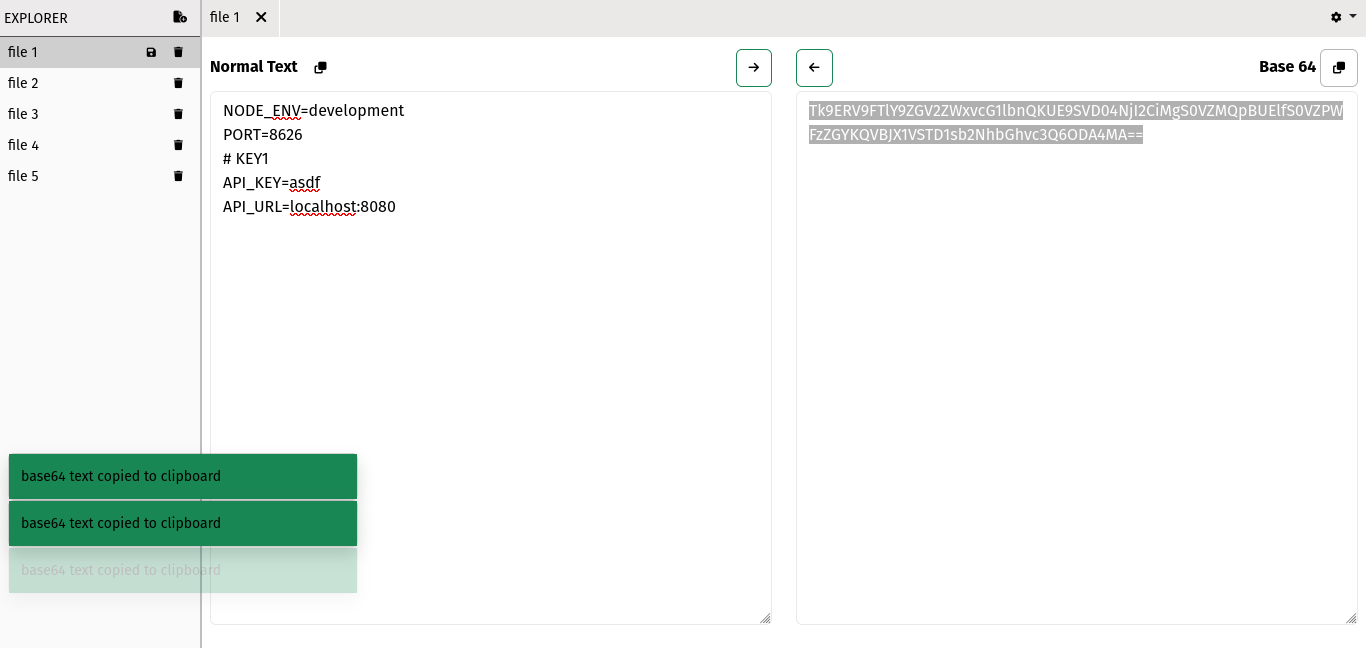 EXPLORER
file 1
file 2
file 3
file 4
file 5
file 1
Normal Text
NODE_ENV=development
PORT=8626
# KEY1
API_KEY=asdf
API_URL=localhost:8080
Base 64
Tk9ERV9FTlY9ZGV2ZWxvcG1lbnQKUE9SVD04NjI2CiMgS0VZMQpBUElfS0VZPW
FzZGYKQVBJX1VSTD1sb2NhbGhvc3Q6ODA4MA==
base64 text copied to clipboard
base64 text copied to clipboard
base64 text copied to clipboard